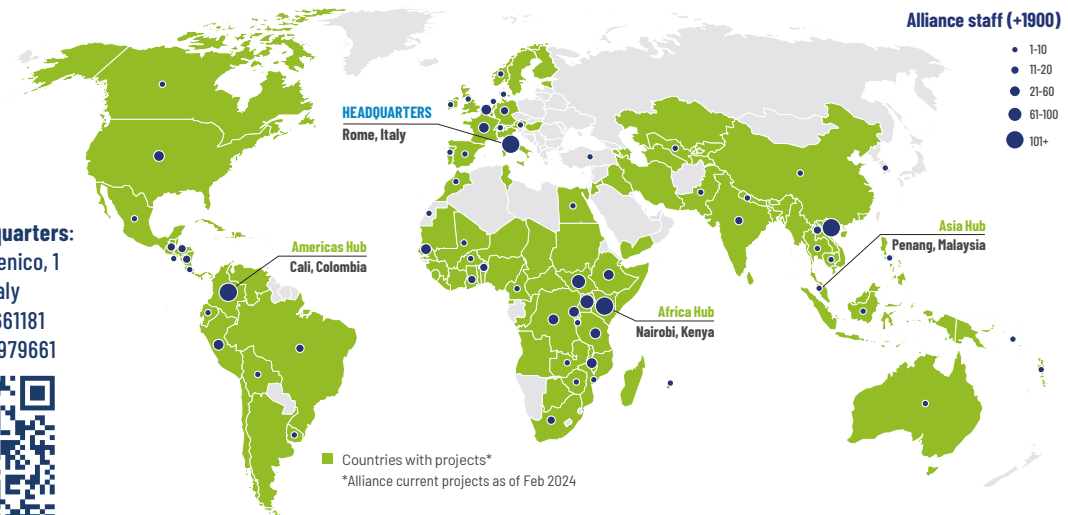 Alliance staff (+1900)
1-10
11-20
21-60
61-100
101+
HEADQUARTERS
Rome, Italy
Americas Hub
Cali, Colombia
Asia Hub
Penang, Malaysia
Africa Hub
Nairobi, Kenya
quarters:
enico, 1
aly
661181
979661
Countries with projects*
*Alliance current projects as of Feb 2024